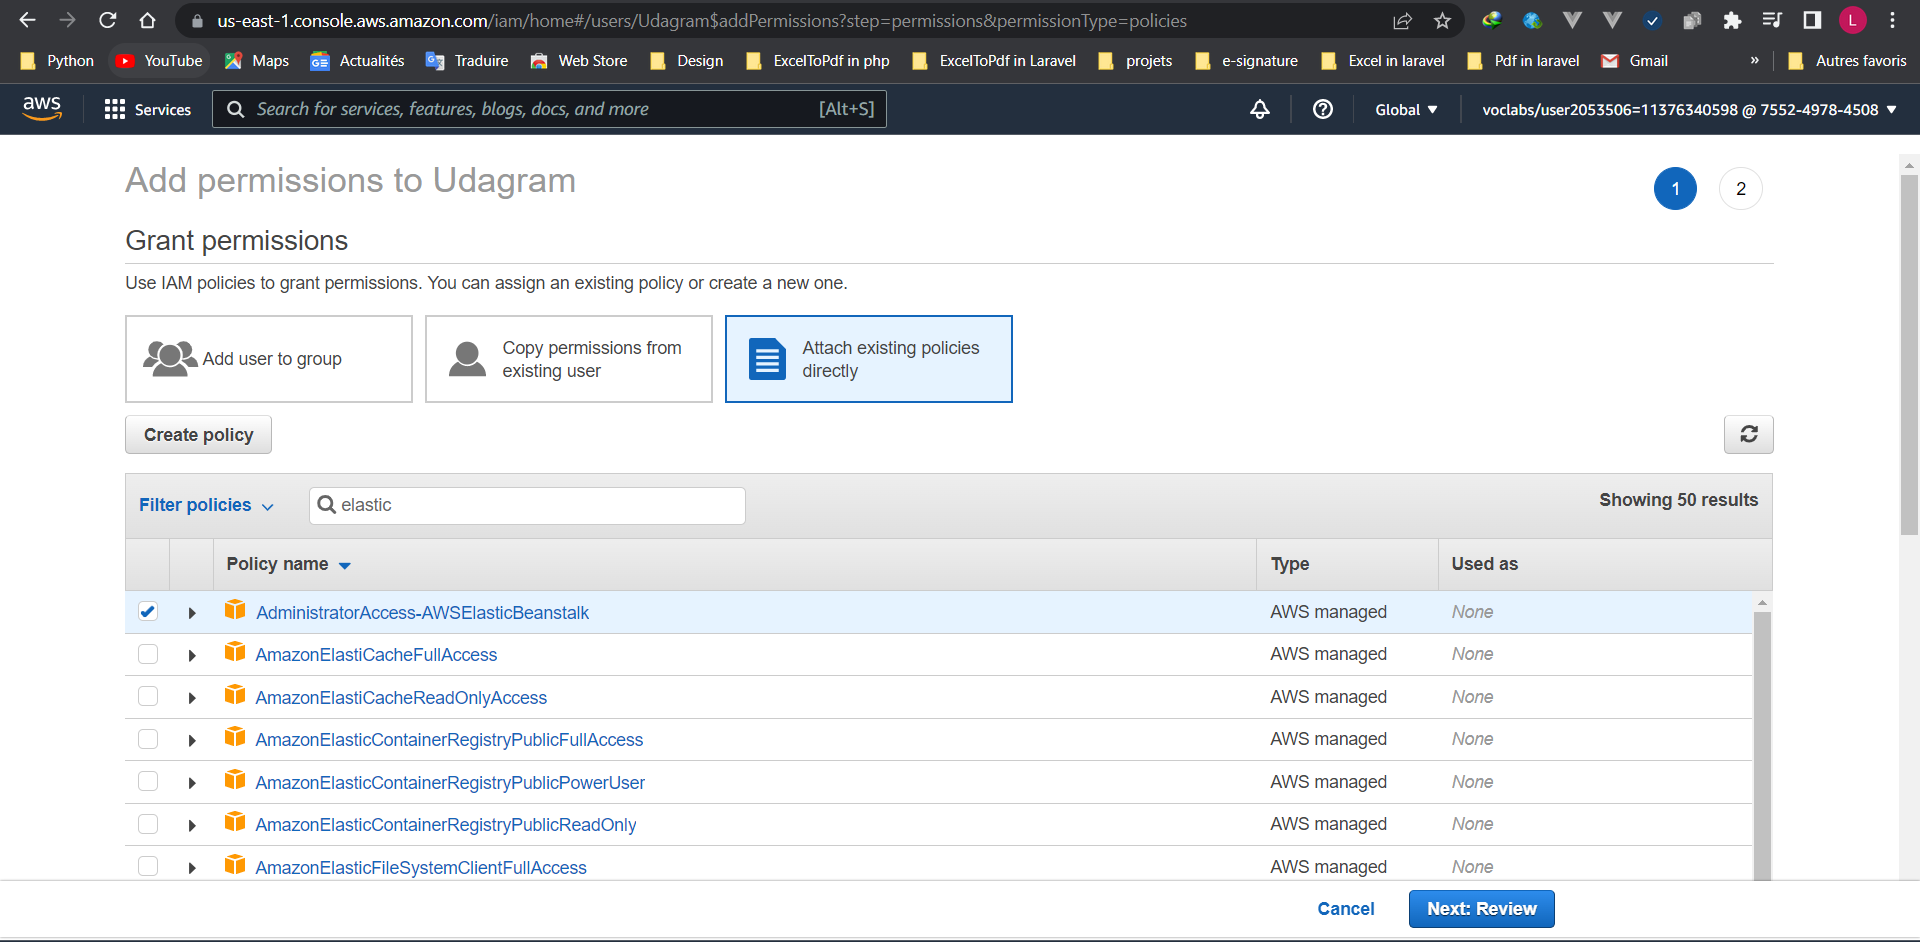 us-east-1.console.aws.amazon.com/iam/home#/users/Udagram$addPermissions?step=permissions&permissionType=policies
L
Python YouTube Maps Actualités Traduire Web Store Design ExcelToPdf in php ExcelToPdf in Laravel projets e-signature Excel in laravel Pdf in laravel Gmail » Autres favoris
aws Services Search for services, features, blogs, docs, and more [Alt+S] Global voclabs/user2053506=11376340598 @ 7552-4978-4508
Add permissions to Udagram 1 2
Grant permissions
Use IAM policies to grant permissions. You can assign an existing policy or create a new one.
Add user to group
Copy permissions from
existing user
Attach existing policies
directly
Create policy
Filter policies elastic Showing 50 results
Policy name Type Used as
AdministratorAccess-AWSElasticBeanstalk AWS managed None
AmazonElastiCacheFullAccess AWS managed None
AmazonElastiCacheReadOnlyAccess AWS managed None
AmazonElasticContainerRegistryPublicFullAccess AWS managed None
AmazonElasticContainerRegistryPublicPowerUser AWS managed None
AmazonElasticContainerRegistryPublicReadOnly AWS managed None
AmazonElasticFileSystemClientFullAccess AWS managed None
Cancel Next: Review